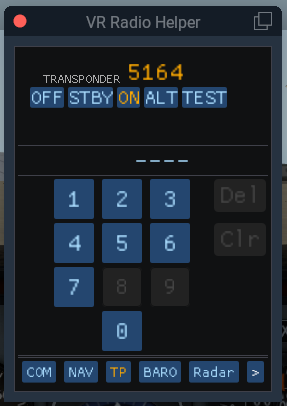 VR Radio Helper
TRANSPONDER 5164
OFF STBY ON ALT TEST
----
1 2 3 Del
4 5 6 Clr
7 8 9
0
COM NAV TP BARO Radar >